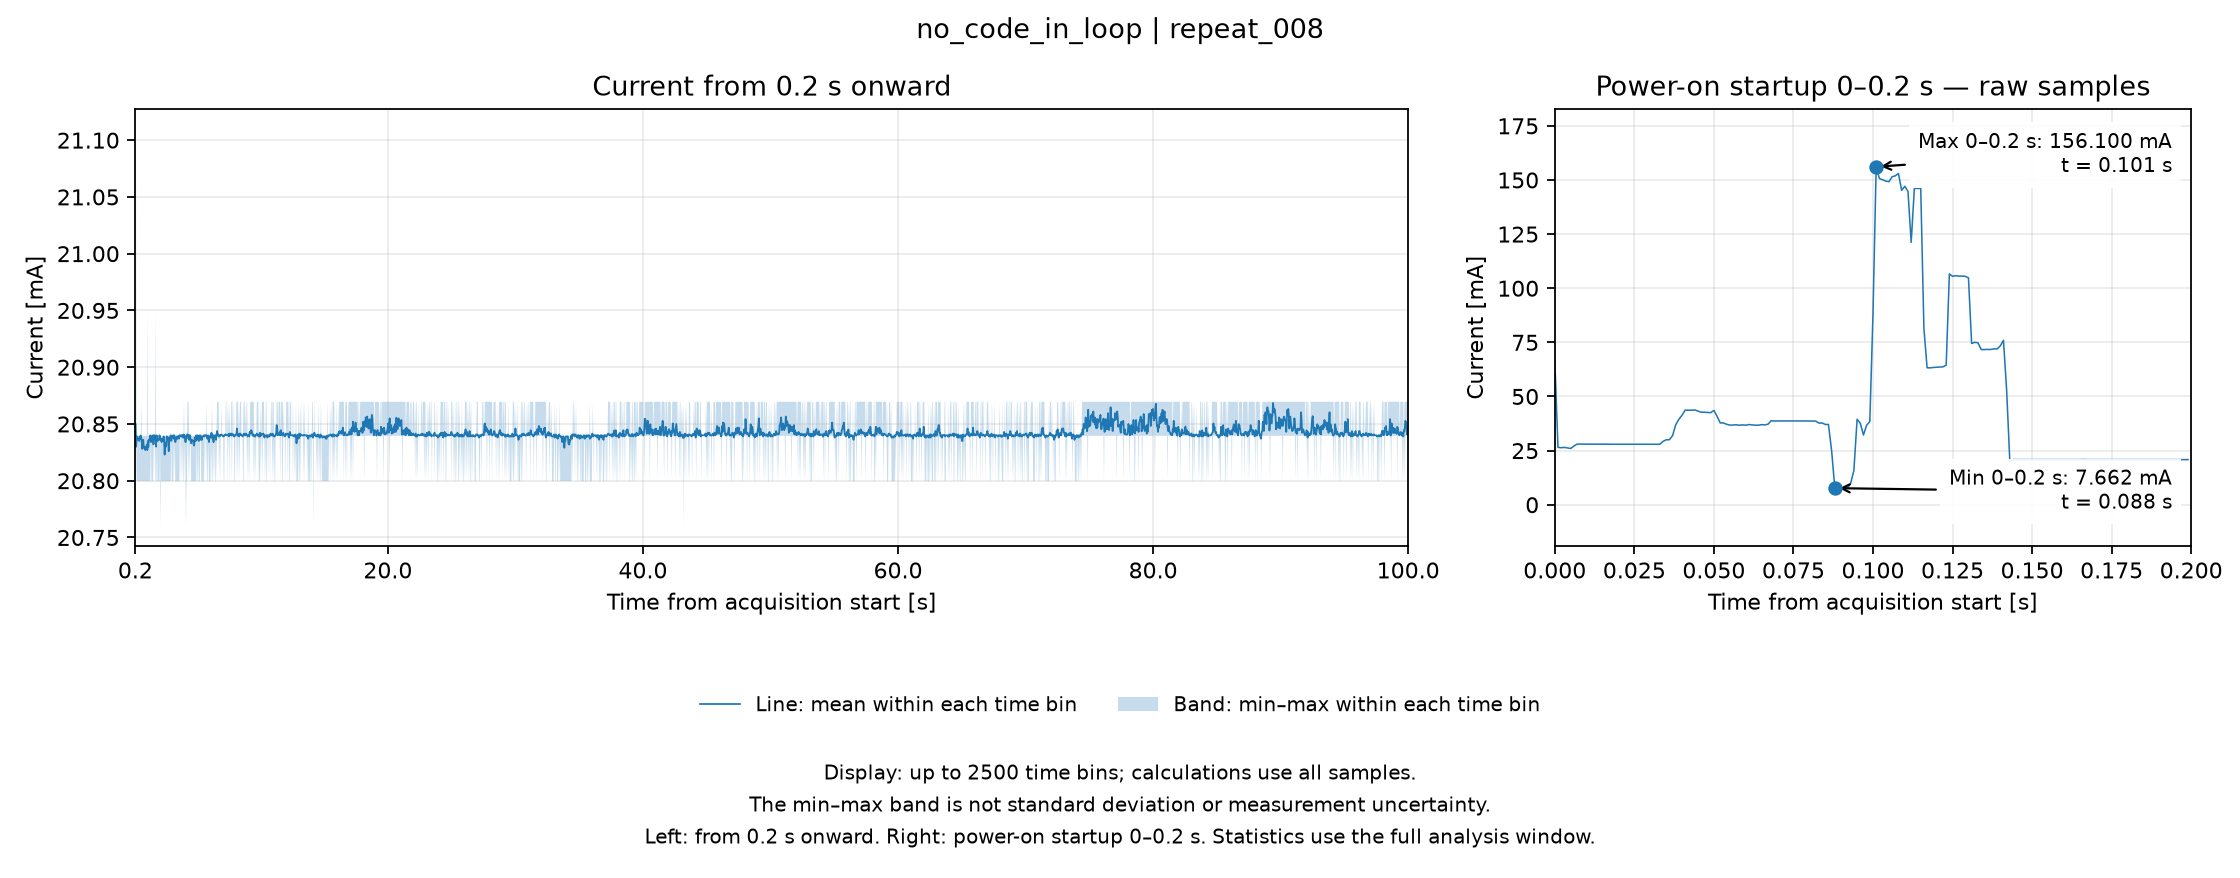 no_code_in_loop | repeat_008
Current from 0.2 s onward
Current [mA]
21.10
21.05
21.00
20.95
20.90
20.85
20.80
20.75
0.2
20.0
40.0
60.0
80.0
100.0
Time from acquisition start [s]
Power-on startup 0–0.2 s — raw samples
Current [mA]
175
150
125
100
75
50
25
0
Max 0–0.2 s: 156.100 mA
t = 0.101 s
Min 0–0.2 s: 7.662 mA
t = 0.088 s
0.000
0.025
0.050
0.075
0.100
0.125
0.150
0.175
0.200
Time from acquisition start [s]
Line: mean within each time bin
Band: min–max within each time bin
Display: up to 2500 time bins; calculations use all samples.
The min–max band is not standard deviation or measurement uncertainty.
Left: from 0.2 s onward. Right: power-on startup 0–0.2 s. Statistics use the full analysis window.